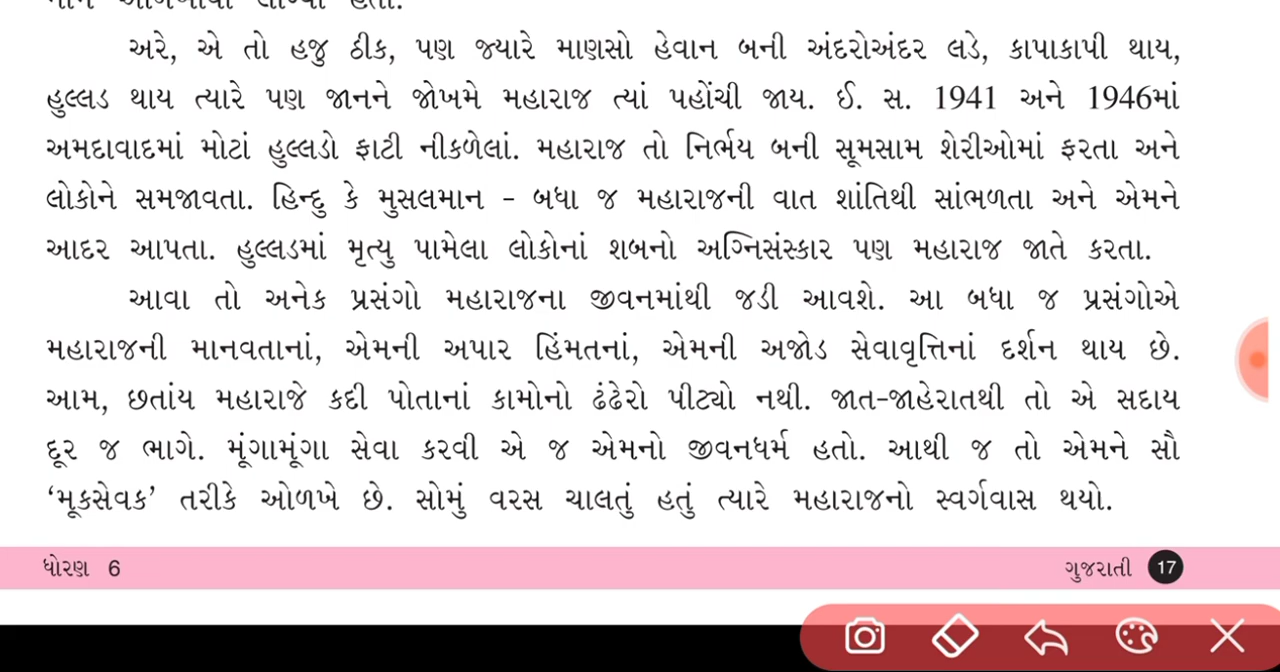 અરે, એ તો હજુ ઠીક, પણ જ્યારે માણસો હેવાન બની અંદરોઅંદર લડે, કાપાકાપી થાય,
હુલ્લડ થાય ત્યારે પણ જાનને જોખમે મહારાજ ત્યાં પહોંચી જાય. ઈ. સ. 1941 અને 1946માં
અમદાવાદમાં મોટાં હુલ્લડો ફાટી નીકળેલાં. મહારાજ તો નિર્ભય બની સૂમસામ શેરીઓમાં ફરતા અને
લોકોને સમજાવતા. હિન્દુ કે મુસલમાન - બધા જ મહારાજની વાત શાંતિથી સાંભળતા અને એમને
આદર આપતા. હુલ્લડમાં મૃત્યુ પામેલા લોકોનાં શબનો અગ્નિસંસ્કાર પણ મહારાજ જાતે કરતા.
આવા તો અનેક પ્રસંગો મહારાજના જીવનમાંથી જડી આવશે. આ બધા જ પ્રસંગોએ
મહારાજની માનવતાનાં, એમની અપાર હિંમતનાં, એમની અજોડ સેવાવૃત્તિનાં દર્શન થાય છે.
આમ, છતાંય મહારાજે કદી પોતાનાં કામોનો ઢંઢેરો પીટ્યો નથી. જાત-જાહેરાતથી તો એ સદાય
દૂર જ ભાગે. મૂંગામૂંગા સેવા કરવી એ જ એમનો જીવનધર્મ હતો. આથી જ તો એમને સૌ
‘મૂકસેવક’ તરીકે ઓળખે છે. સોમું વરસ ચાલતું હતું ત્યારે મહારાજનો સ્વર્ગવાસ થયો.
ધોરણ 6
ગુજરાતી 17